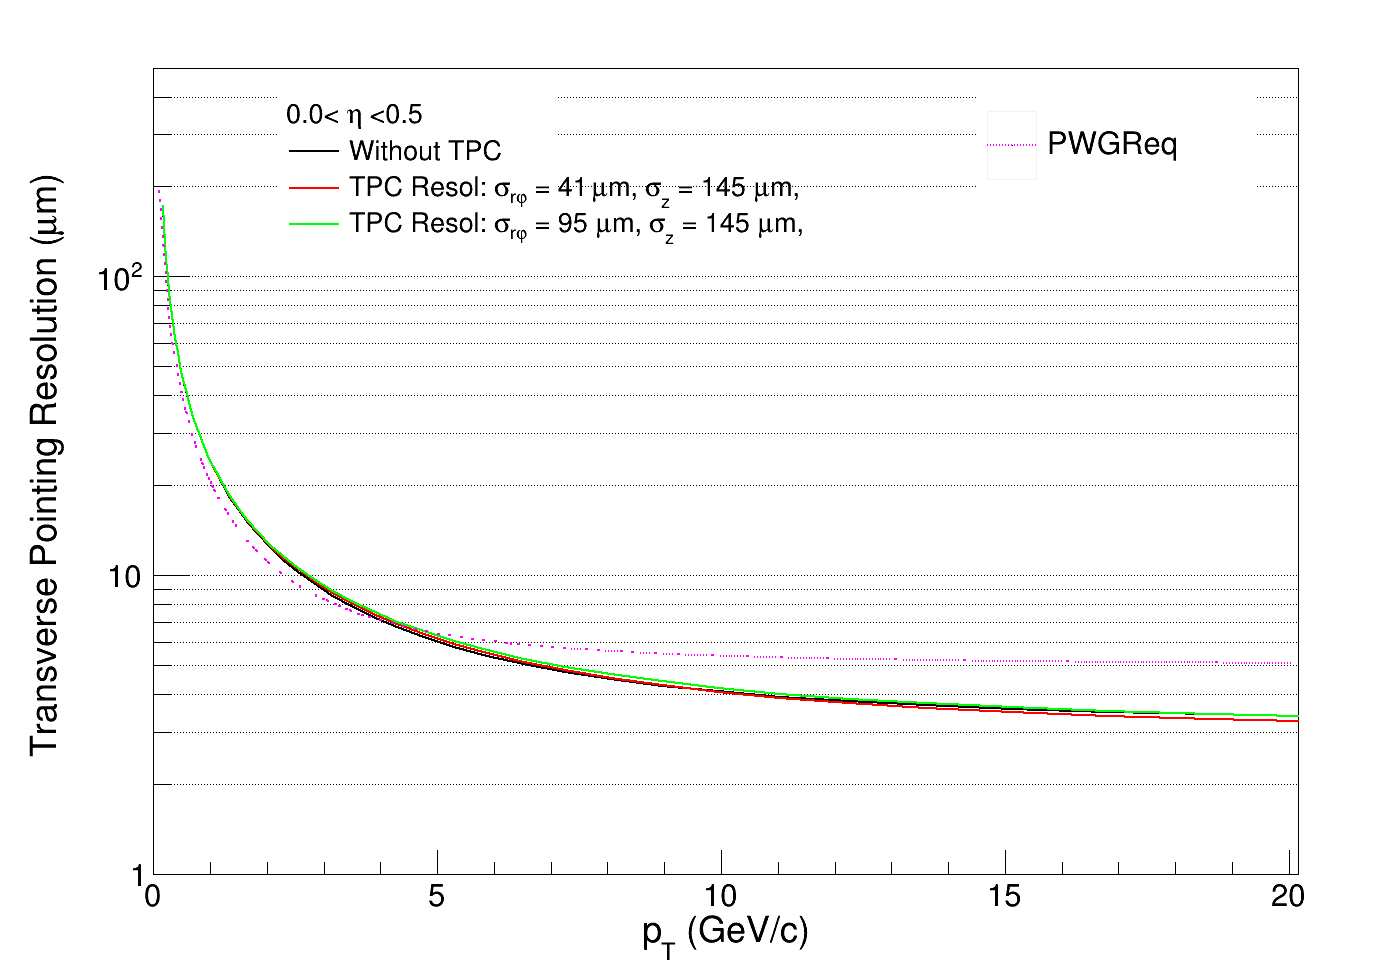 0.0< η <0.5
Without TPC
TPC Resol: σrφ = 41 μm, σz = 145 μm,
TPC Resol: σrφ = 95 μm, σz = 145 μm,
PWGReq
Transverse Pointing Resolution (μm)
10²
10
1
0 5 10 15 20
pT (GeV/c)